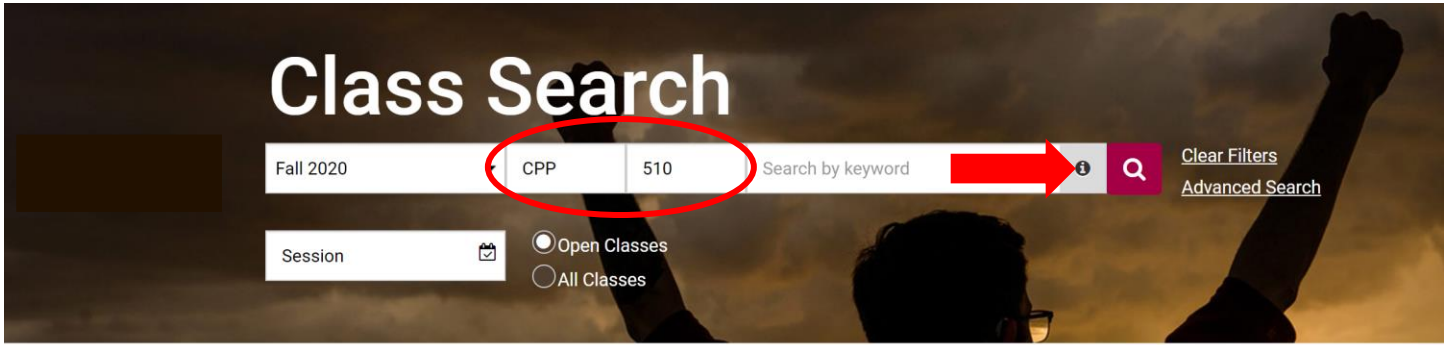 Class Search
Fall 2020 CPP 510 Search by keyword Clear Filters
Advanced Search
Session Open Classes
All Classes